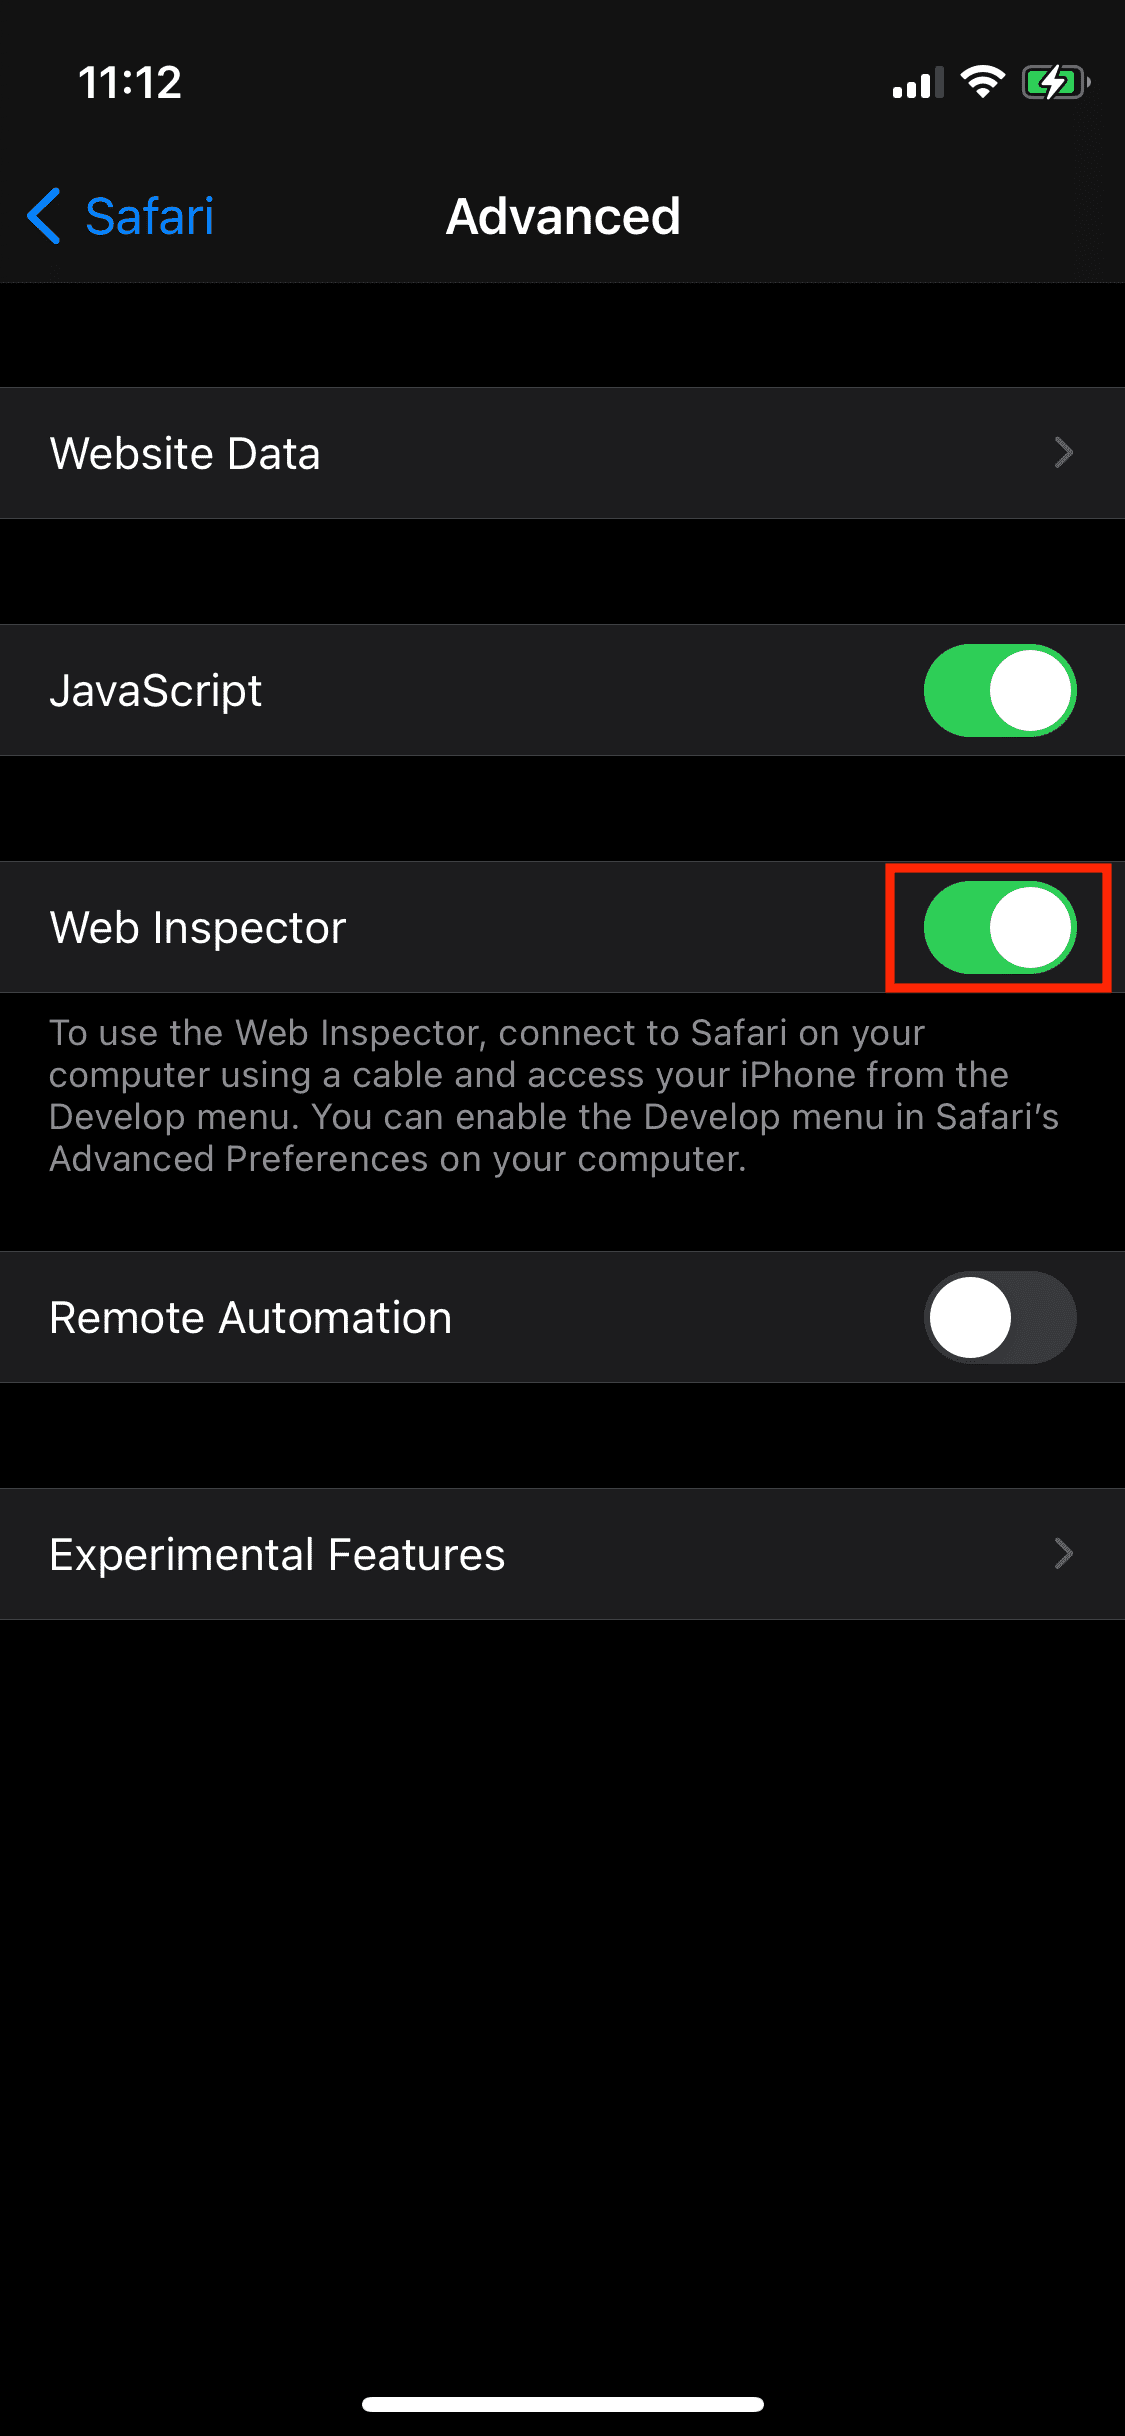 11:12
Safari
Advanced
Website Data
JavaScript
Web Inspector
To use the Web Inspector, connect to Safari on your
computer using a cable and access your iPhone from the
Develop menu. You can enable the Develop menu in Safari’s
Advanced Preferences on your computer.
Remote Automation
Experimental Features